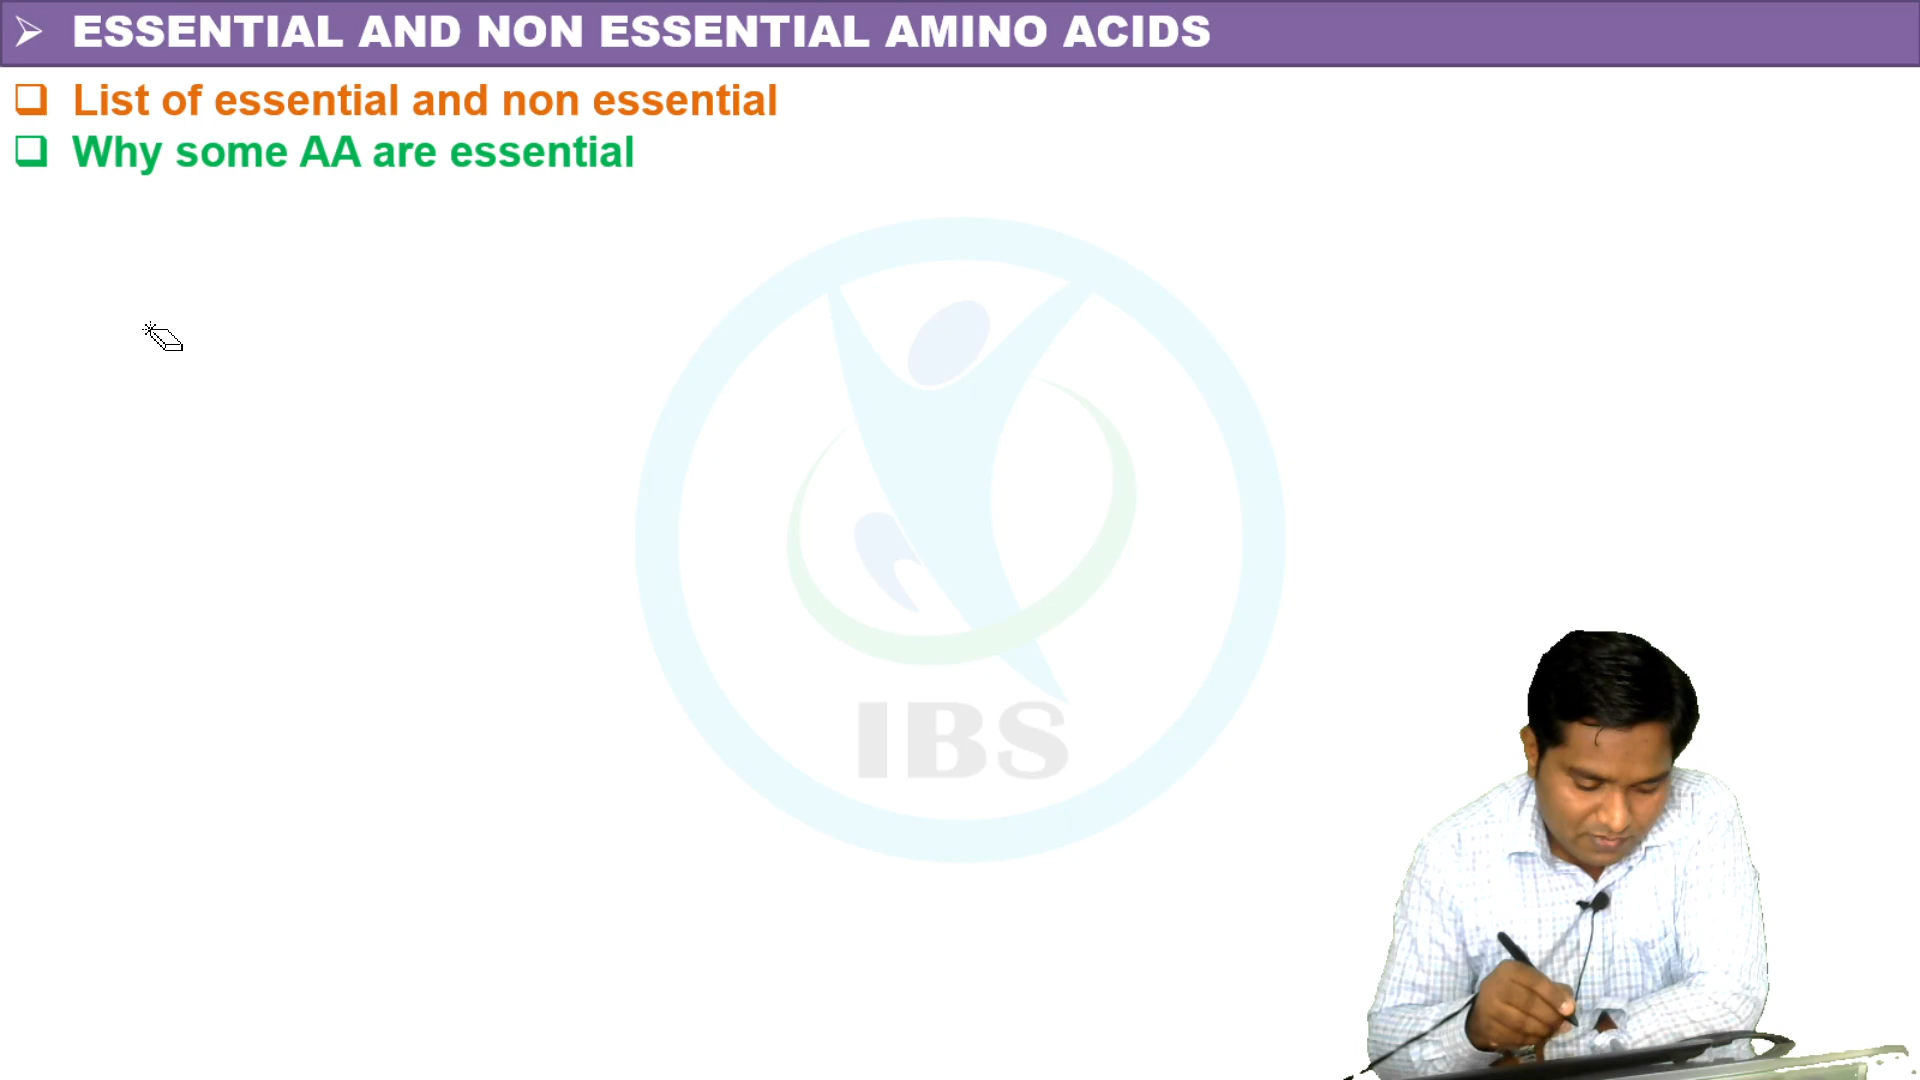 ESSENTIAL AND NON ESSENTIAL AMINO ACIDS
List of essential and non essential
Why some AA are essential
IBS